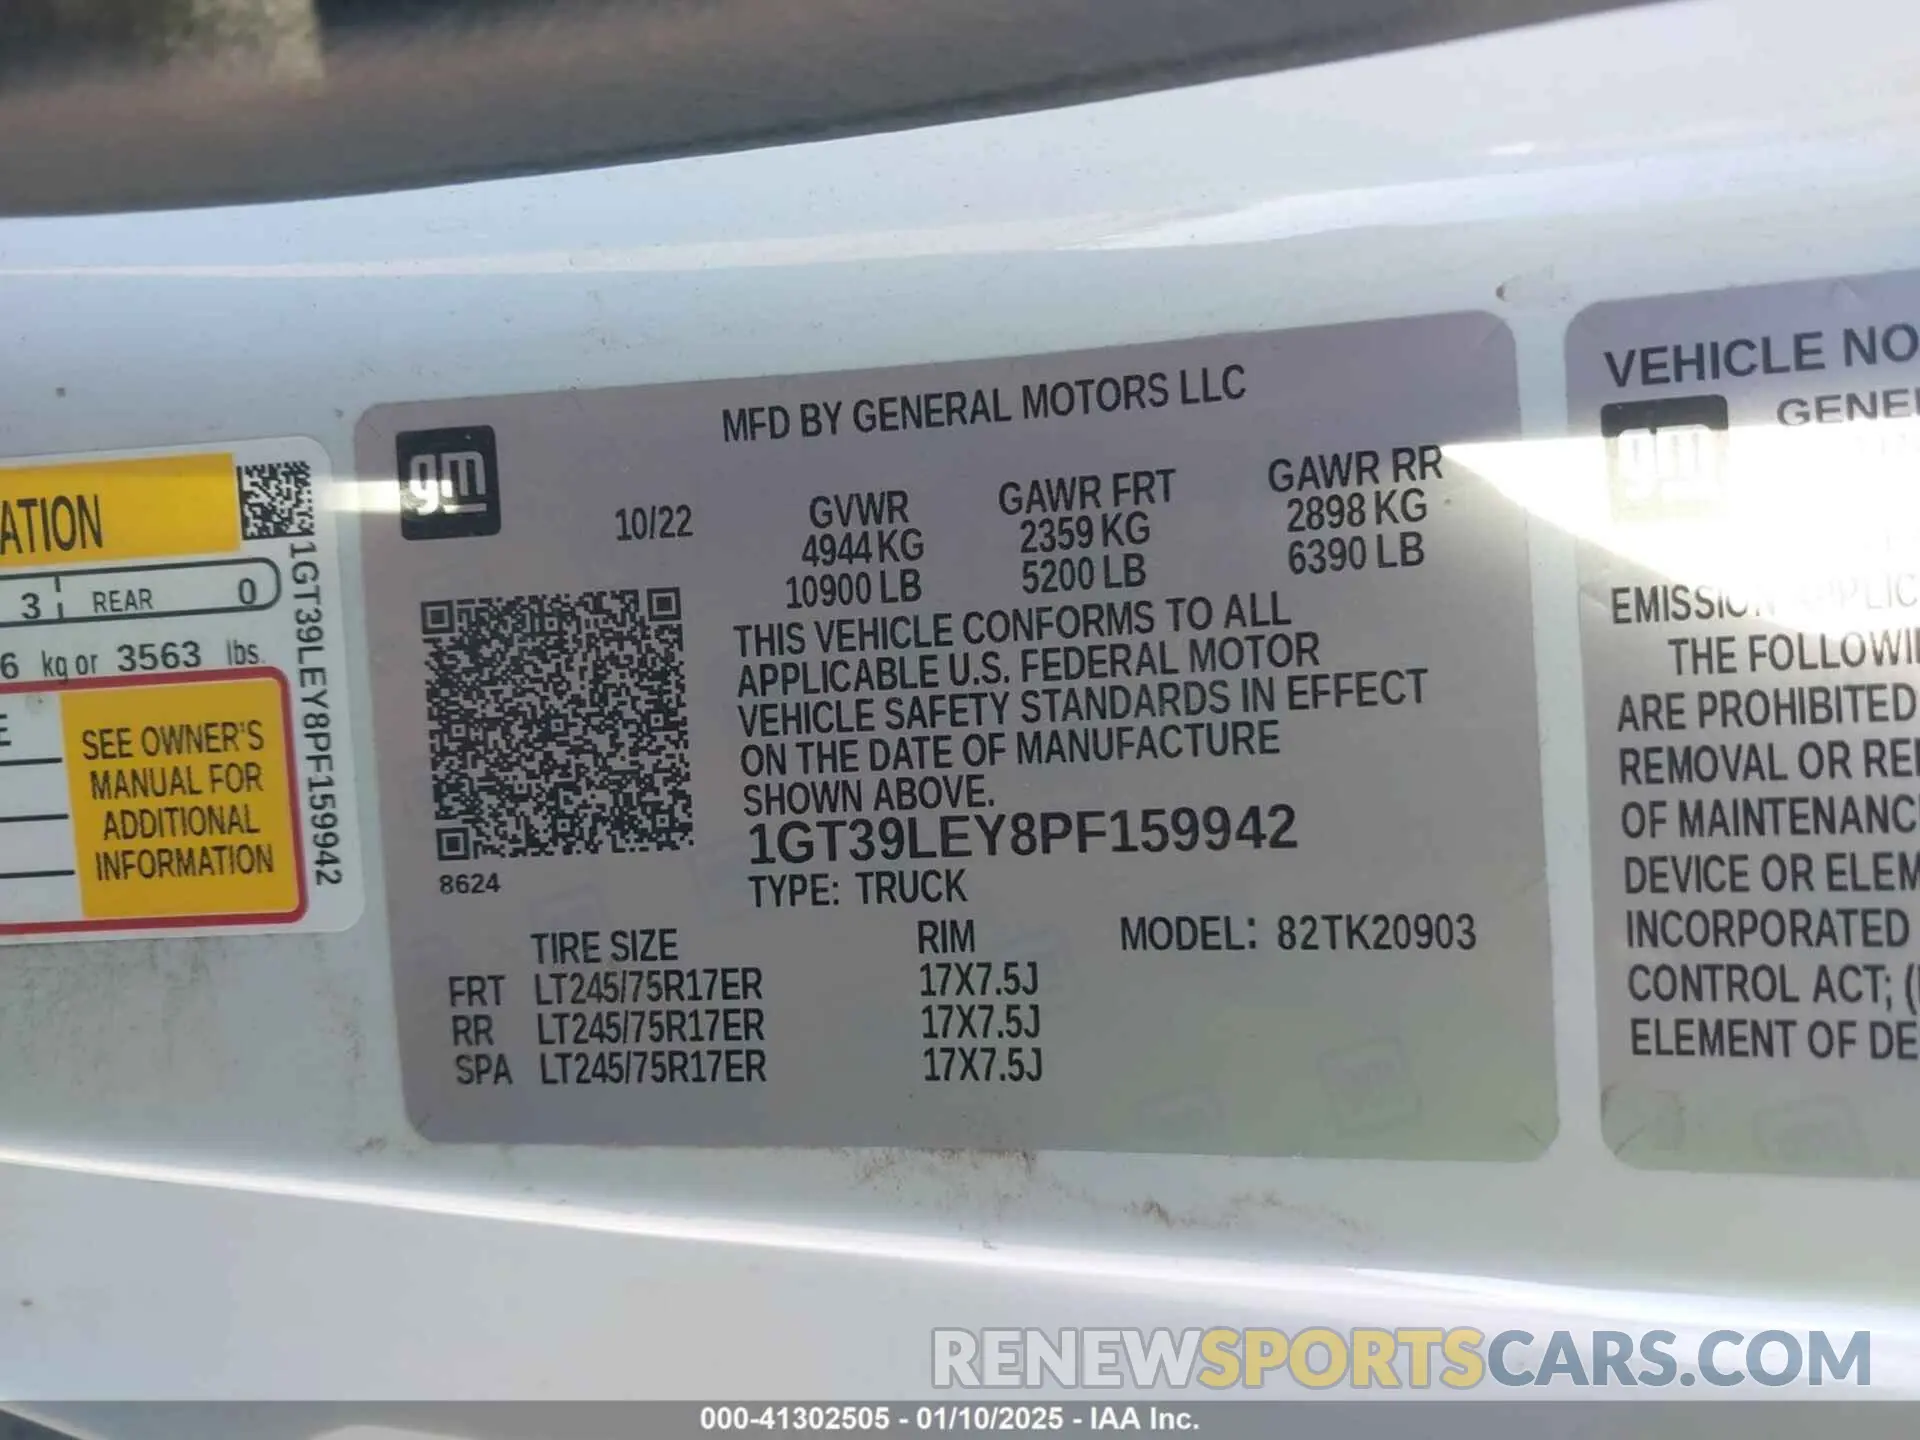 ATION
3 REAR 0
6 kg or 3563 lbs.
E
SEE OWNER'S
MANUAL FOR
ADDITIONAL
INFORMATION
1GT39LEY8PF159942
gm
MFD BY GENERAL MOTORS LLC
10/22 GVWR GAWR FRT GAWR RR
4944 KG 2359 KG 2898 KG
10900 LB 5200 LB 6390 LB
THIS VEHICLE CONFORMS TO ALL
APPLICABLE U.S. FEDERAL MOTOR
VEHICLE SAFETY STANDARDS IN EFFECT
ON THE DATE OF MANUFACTURE
SHOWN ABOVE.
1GT39LEY8PF159942
8624
TYPE: TRUCK
TIRE SIZE RIM MODEL: 82TK20903
FRT LT245/75R17ER 17X7.5J
RR LT245/75R17ER 17X7.5J
SPA LT245/75R17ER 17X7.5J
VEHICLE NO
gm
GENE
THE FOLLOWI
ARE PROHIBITED
REMOVAL OR RE
OF MAINTENANC
DEVICE OR ELEM
INCORPORATED
CONTROL ACT; (
ELEMENT OF DE
RENEWSPORTSCARS.COM
000-41302505 - 01/10/2025 - IAA Inc.